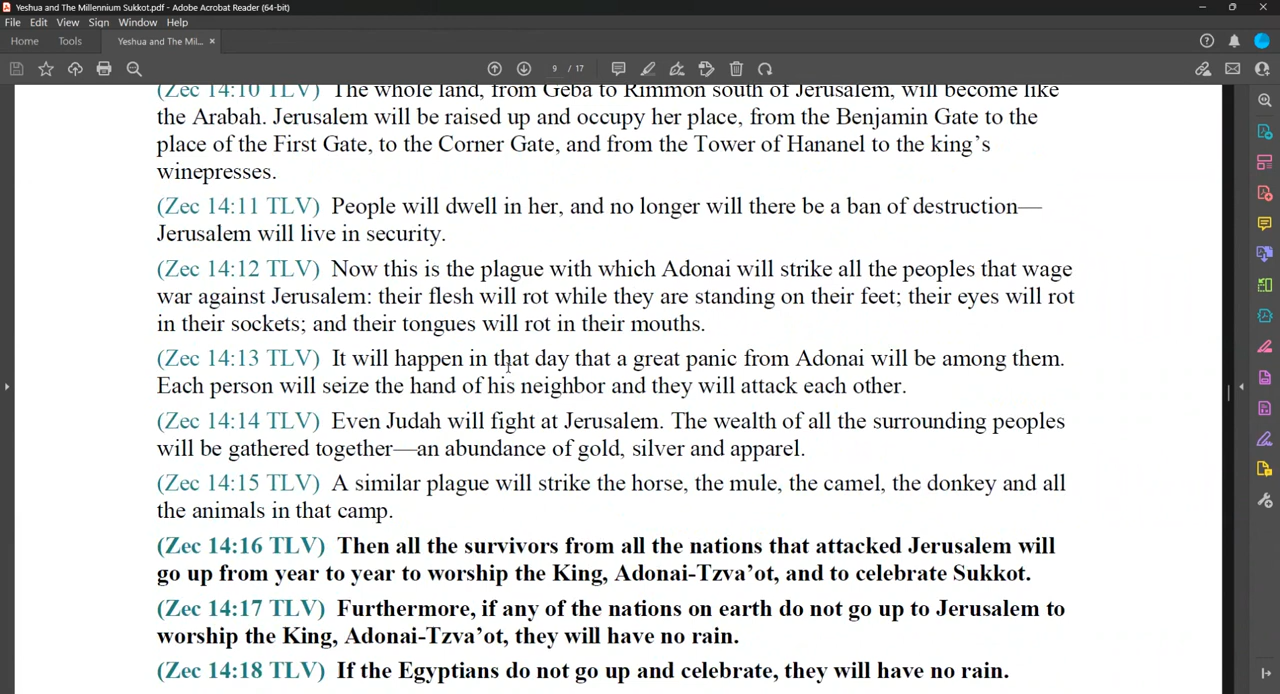 Yeshua and The Millennium Sukkot.pdf - Adobe Acrobat Reader (64-bit)
File Edit View Sign Window Help
Home Tools Yeshua and The Mil... ×
9 / 17
(Zec 14:10 TLV) The whole land, from Geba to Rimmon south of Jerusalem, will become like
the Arabah. Jerusalem will be raised up and occupy her place, from the Benjamin Gate to the
place of the First Gate, to the Corner Gate, and from the Tower of Hananel to the king’s
winepresses.
(Zec 14:11 TLV) People will dwell in her, and no longer will there be a ban of destruction—
Jerusalem will live in security.
(Zec 14:12 TLV) Now this is the plague with which Adonai will strike all the peoples that wage
war against Jerusalem: their flesh will rot while they are standing on their feet; their eyes will rot
in their sockets; and their tongues will rot in their mouths.
(Zec 14:13 TLV) It will happen in that day that a great panic from Adonai will be among them.
Each person will seize the hand of his neighbor and they will attack each other.
(Zec 14:14 TLV) Even Judah will fight at Jerusalem. The wealth of all the surrounding peoples
will be gathered together—an abundance of gold, silver and apparel.
(Zec 14:15 TLV) A similar plague will strike the horse, the mule, the camel, the donkey and all
the animals in that camp.
(Zec 14:16 TLV) Then all the survivors from all the nations that attacked Jerusalem will
go up from year to year to worship the King, Adonai-Tzva’ot, and to celebrate Sukkot.
(Zec 14:17 TLV) Furthermore, if any of the nations on earth do not go up to Jerusalem to
worship the King, Adonai-Tzva’ot, they will have no rain.
(Zec 14:18 TLV) If the Egyptians do not go up and celebrate, they will have no rain.